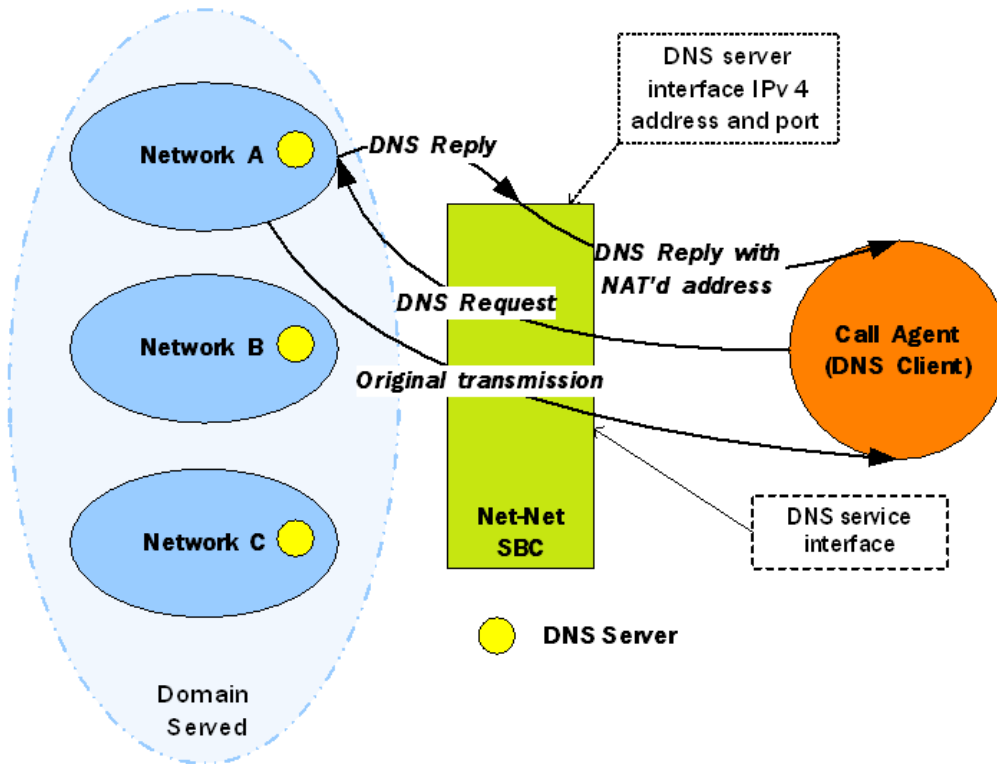 DNS server
interface IPv 4
address and port
Network A
DNS Reply
DNS Reply with
NAT'd address
DNS Request
Network B
Call Agent
(DNS Client)
Original transmission
Network C
Net-Net
SBC
DNS service
interface
DNS Server
Domain
Served